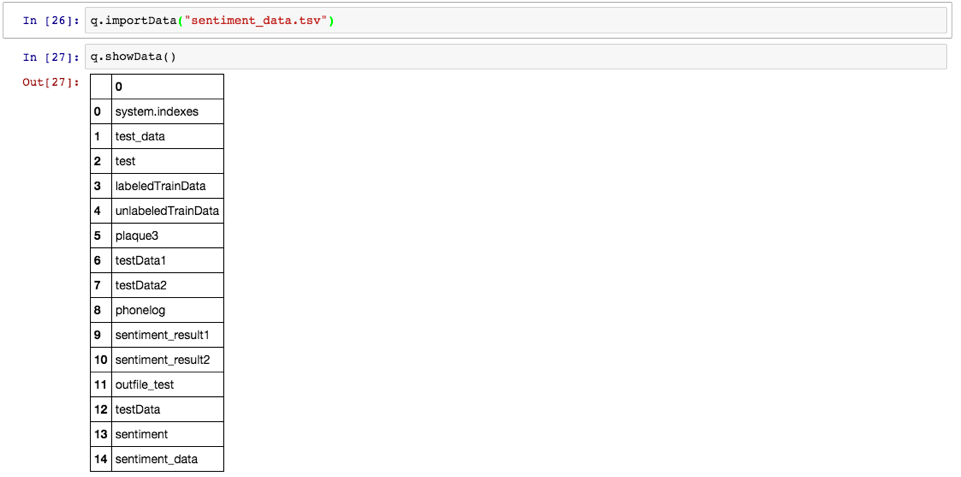 In [26]: q.importData("sentiment_data.tsv")
In [27]: q.showData()
Out[27]:
0
0 system.indexes
1 test_data
2 test
3 labeledTrainData
4 unlabeledTrainData
5 plaque3
6 testData1
7 testData2
8 phonelog
9 sentiment_result1
10 sentiment_result2
11 outfile_test
12 testData
13 sentiment
14 sentiment_data